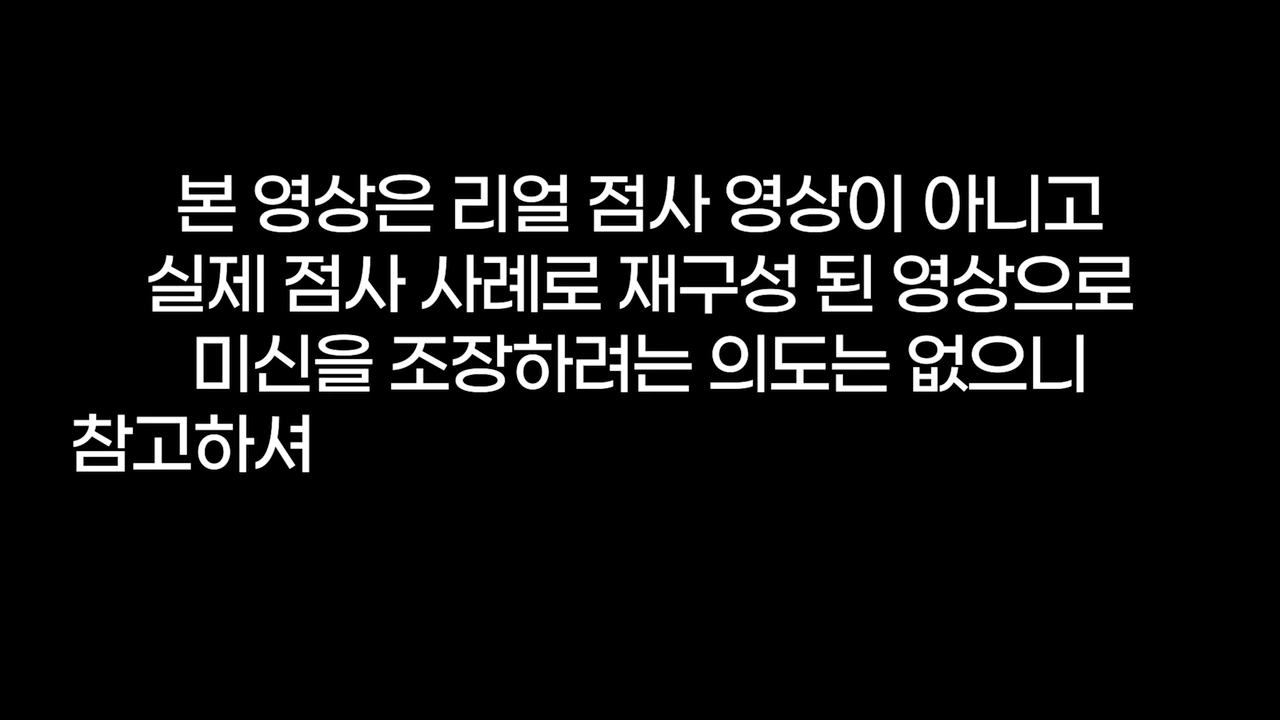 본 영상은 리얼 점사 영상이 아니고
실제 점사 사례로 재구성 된 영상으로
미신을 조장하려는 의도는 없으니
참고하셔